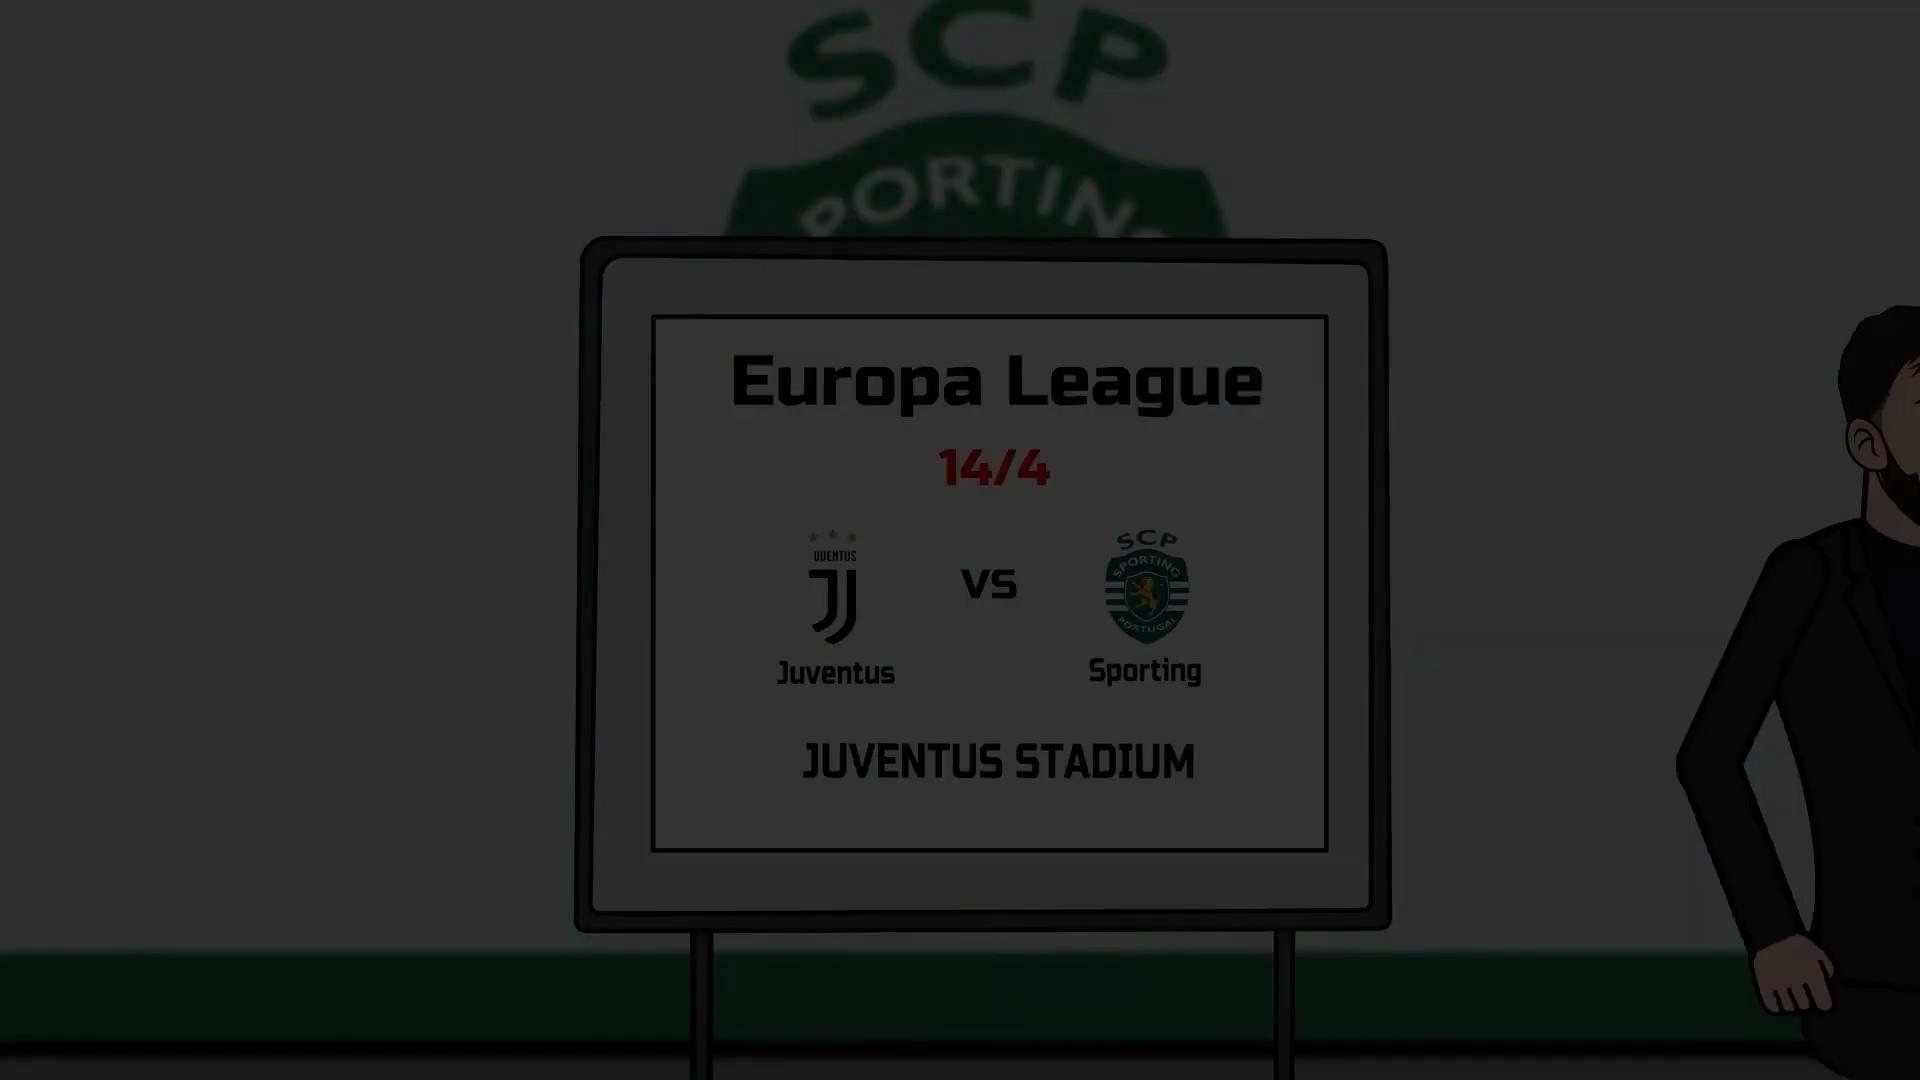 SCP
PORTING
Europa League
14/4
JUVENTUS
VS
SCP
SPORTING
PORTUGAL
Juventus
Sporting
JUVENTUS STADIUM